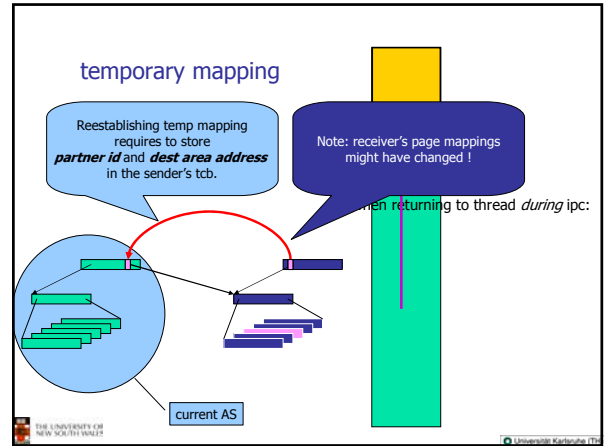 temporary mapping
Reestablishing temp mapping
requires to store
partner id and dest area address
in the sender's tcb.
Note: receiver's page mappings
might have changed !
en returning to thread during ipc:
current AS
THE UNIVERSITY OF
NEW SOUTH WALES
Universität Karlsruhe (TH